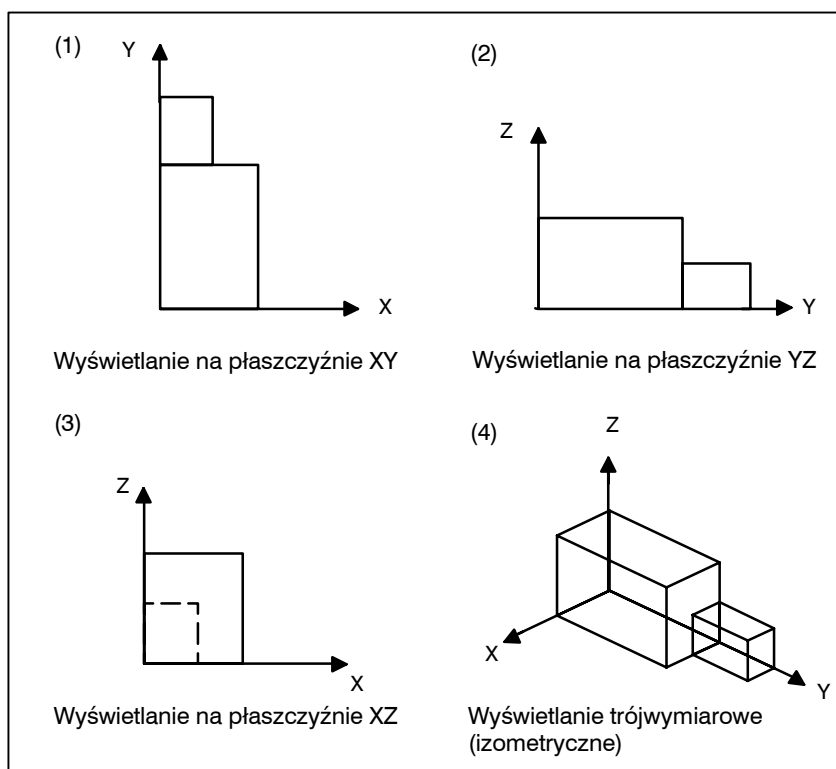 (1)
Y
X
Wyświetlanie na płaszczyźnie XY
(2)
Z
Y
Wyświetlanie na płaszczyźnie YZ
(3)
Z
X
Wyświetlanie na płaszczyźnie XZ
(4)
Z
X
Y
Wyświetlanie trójwymiarowe
(izometryczne)